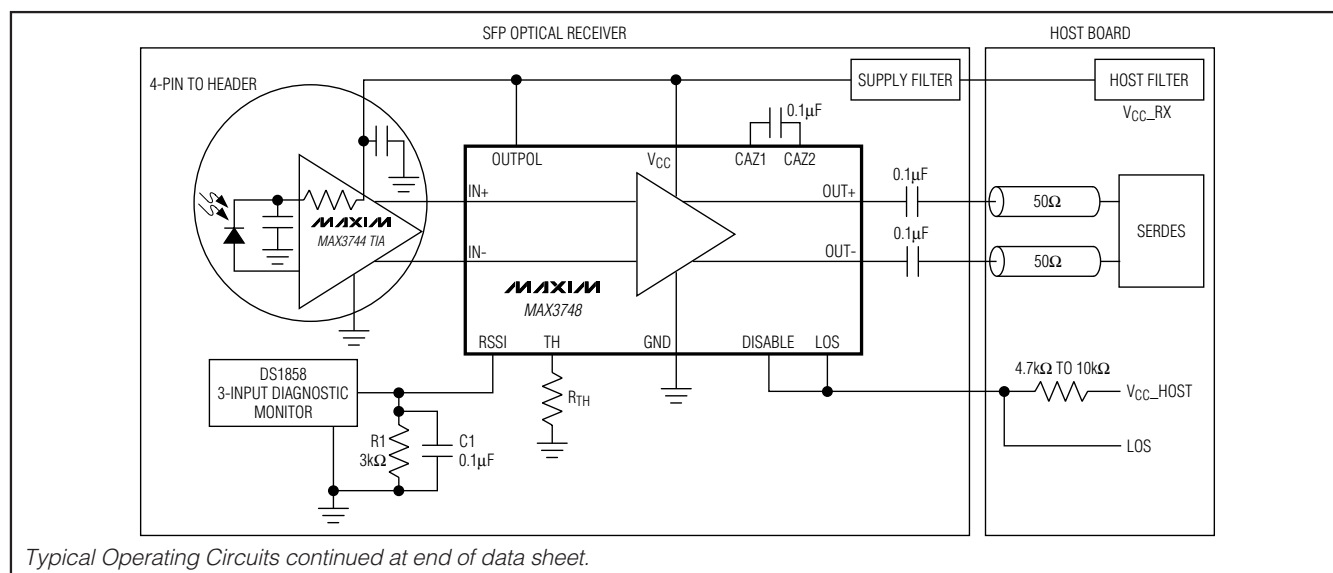 SFP OPTICAL RECEIVER
HOST BOARD
4-PIN TO HEADER
SUPPLY FILTER
HOST FILTER
VCC_RX
0.1µF
OUTPOL
VCC
CAZ1
CAZ2
IN+
OUT+
0.1µF
50Ω
MAXIM
MAX3744 TIA
SERDES
0.1µF
IN-
OUT-
50Ω
MAXIM
MAX3748
RSSI
TH
GND
DISABLE
LOS
DS1858
3-INPUT DIAGNOSTIC
MONITOR
RTH
4.7kΩ TO 10kΩ
VCC_HOST
R1
3kΩ
C1
0.1µF
LOS
Typical Operating Circuits continued at end of data sheet.